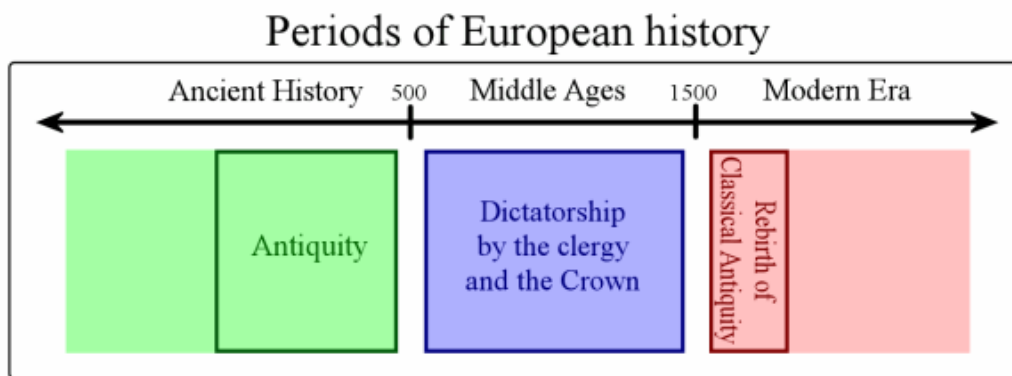 Periods of European history
Ancient History 500 Middle Ages 1500 Modern Era
Antiquity
Dictatorship
by the clergy
and the Crown
Rebirth of
Classical Antiquity